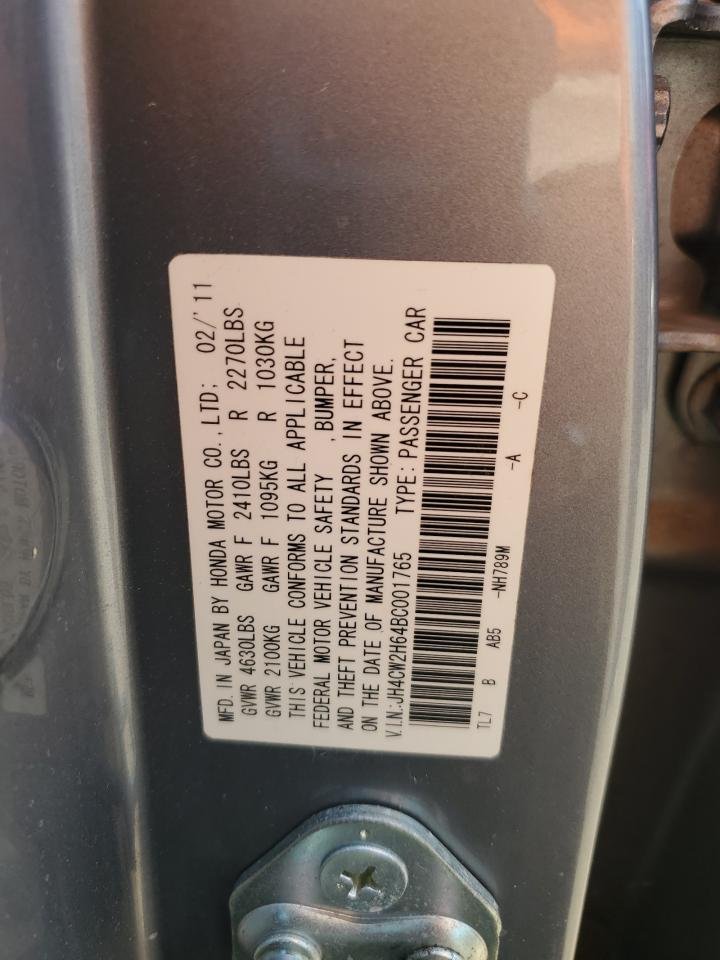 MFD. IN JAPAN BY HONDA MOTOR CO., LTD; 02/'11
GVWR 4630LBS GAWR F 2410LBS R 2270LBS
GVWR 2100KG GAWR F 1095KG R 1030KG
THIS VEHICLE CONFORMS TO ALL APPLICABLE
FEDERAL MOTOR VEHICLE SAFETY , BUMPER,
AND THEFT PREVENTION STANDARDS IN EFFECT
ON THE DATE OF MANUFACTURE SHOWN ABOVE.
V.I.N.:JH4CW2H64BC001765 TYPE: PASSENGER CAR
TL7 B AB5 -NH789M -A -C